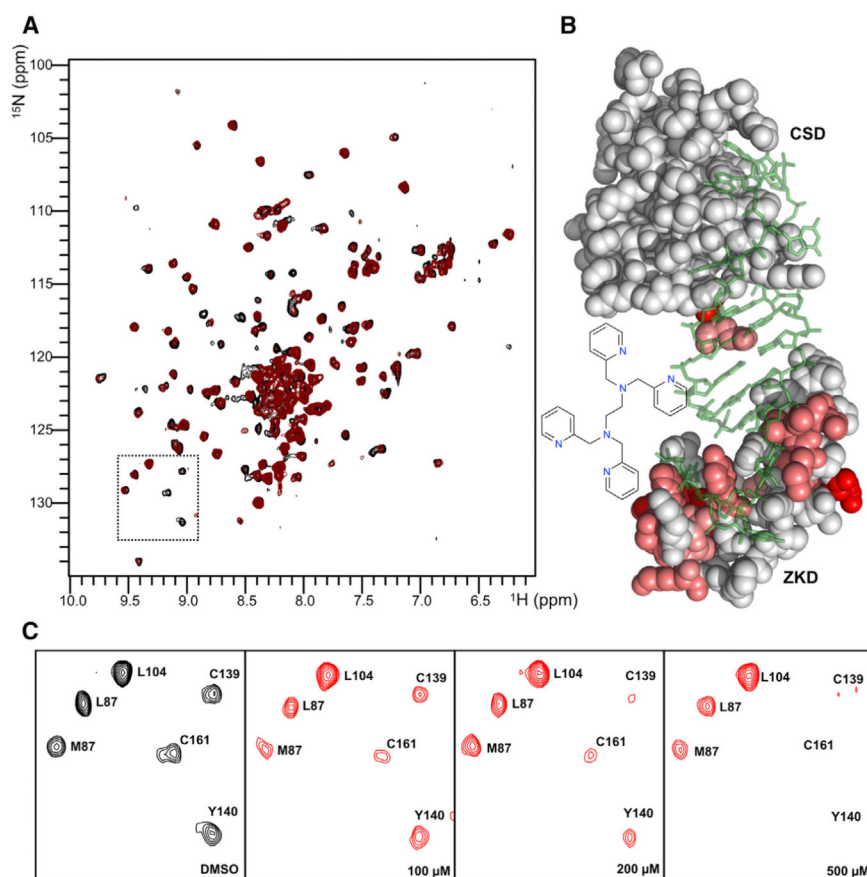 A
B
¹⁵N (ppm)
100
105
110
115
120
125
130
10.0 9.5 9.0 8.5 8.0 7.5 7.0 6.5 ¹H (ppm)
CSD
N
N
N
N
N
N
ZKD
C
L104
C139
L87
M87
C161
Y140
DMSO
L104
C139
L87
M87
C161
Y140
100 µM
L104
C139
L87
M87
C161
Y140
200 µM
L104
C139
L87
M87
C161
Y140
500 µM